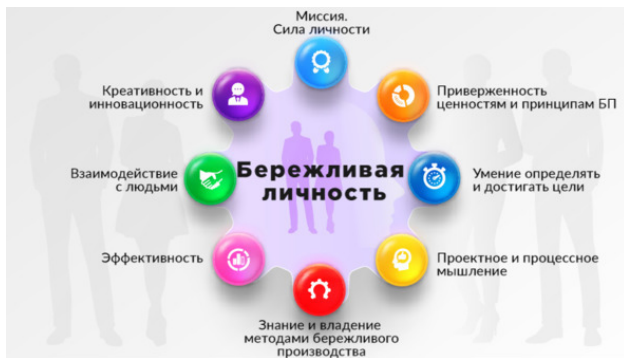 Миссия.
Сила личности
Креативность и
инновационность
Приверженность
ценностям и принципам БП
Взаимодействие
с людьми
Бережливая
личность
Умение определять
и достигать цели
Эффективность
Проектное и процессное
мышление
Знание и владение
методами бережливого
производства